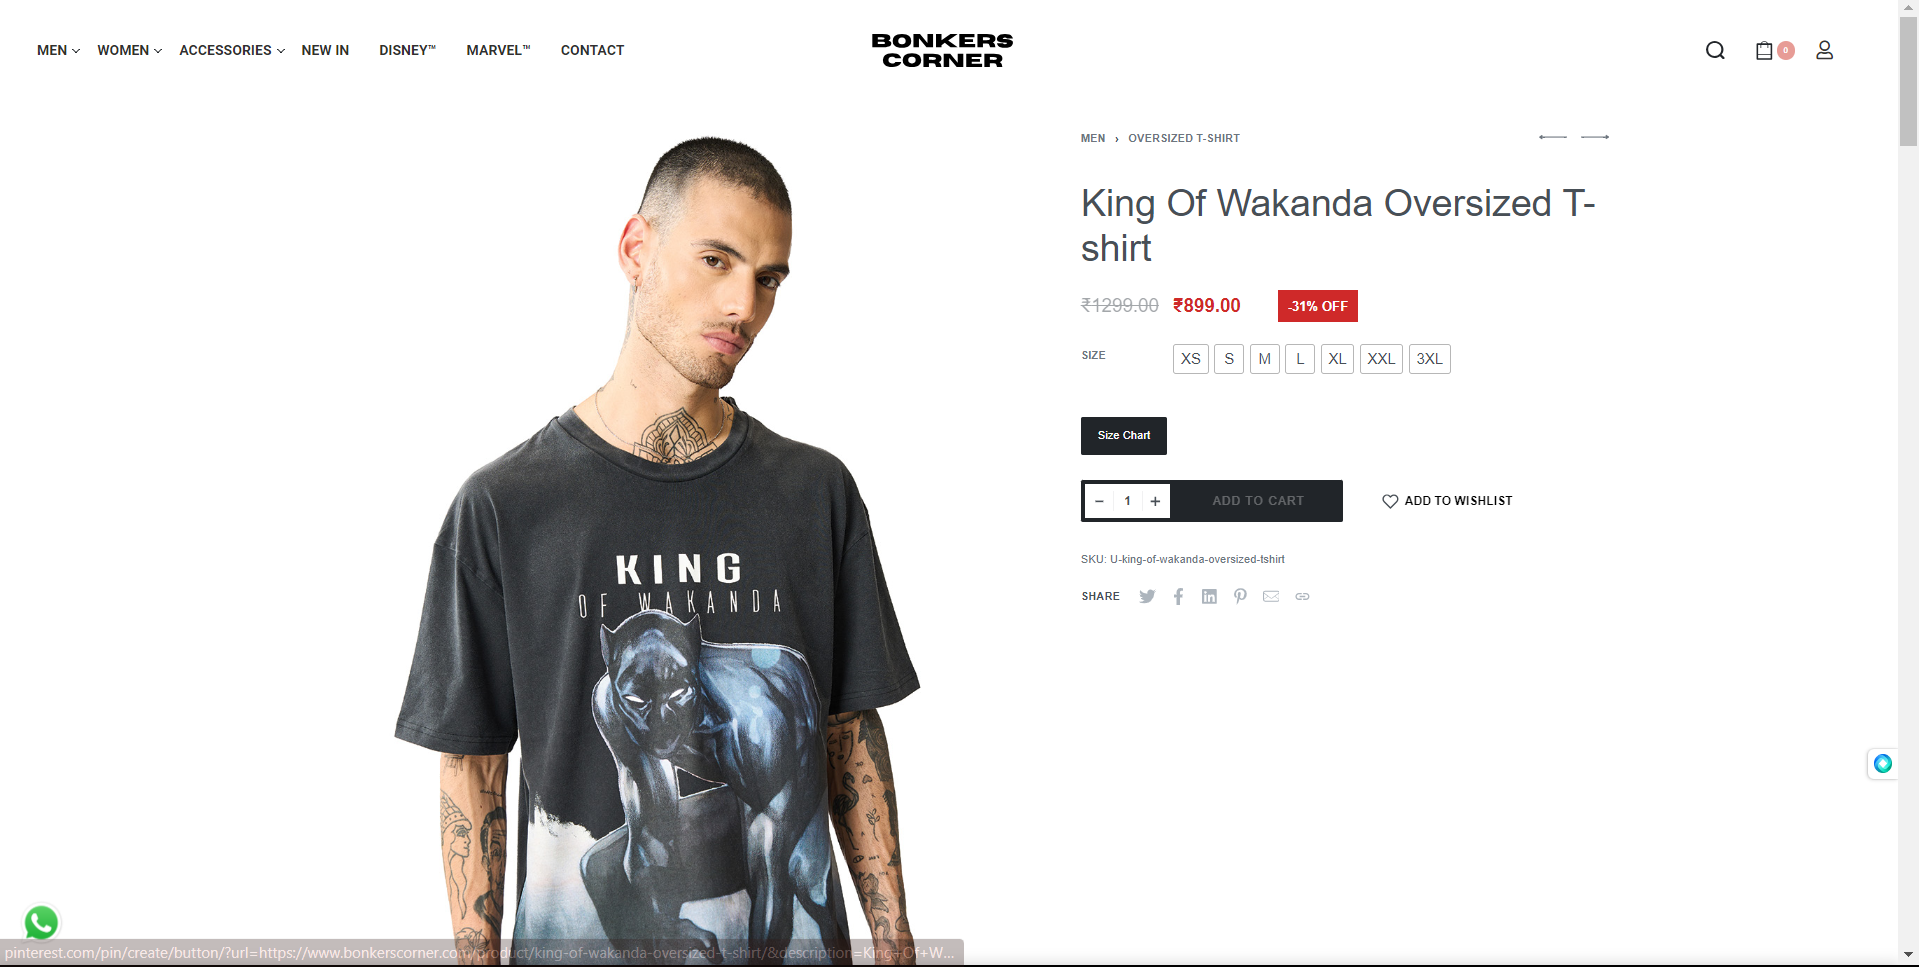 MEN
WOMEN
ACCESSORIES
NEW IN
DISNEY™
MARVEL™
CONTACT
BONKERS
CORNER
0
MEN › OVERSIZED T-SHIRT
King Of Wakanda Oversized T-
shirt
₹1299.00 ₹899.00 -31% OFF
SIZE XS S M L XL XXL 3XL
Size Chart
− 1 + ADD TO CART ADD TO WISHLIST
SKU: U-king-of-wakanda-oversized-tshirt
SHARE
KING
OF WAKANDA
pinterest.com/pin/create/button/?url=https://www.bonkerscorner.com/product/king-of-wakanda-oversized-t-shirt/&description=King+Of+W...